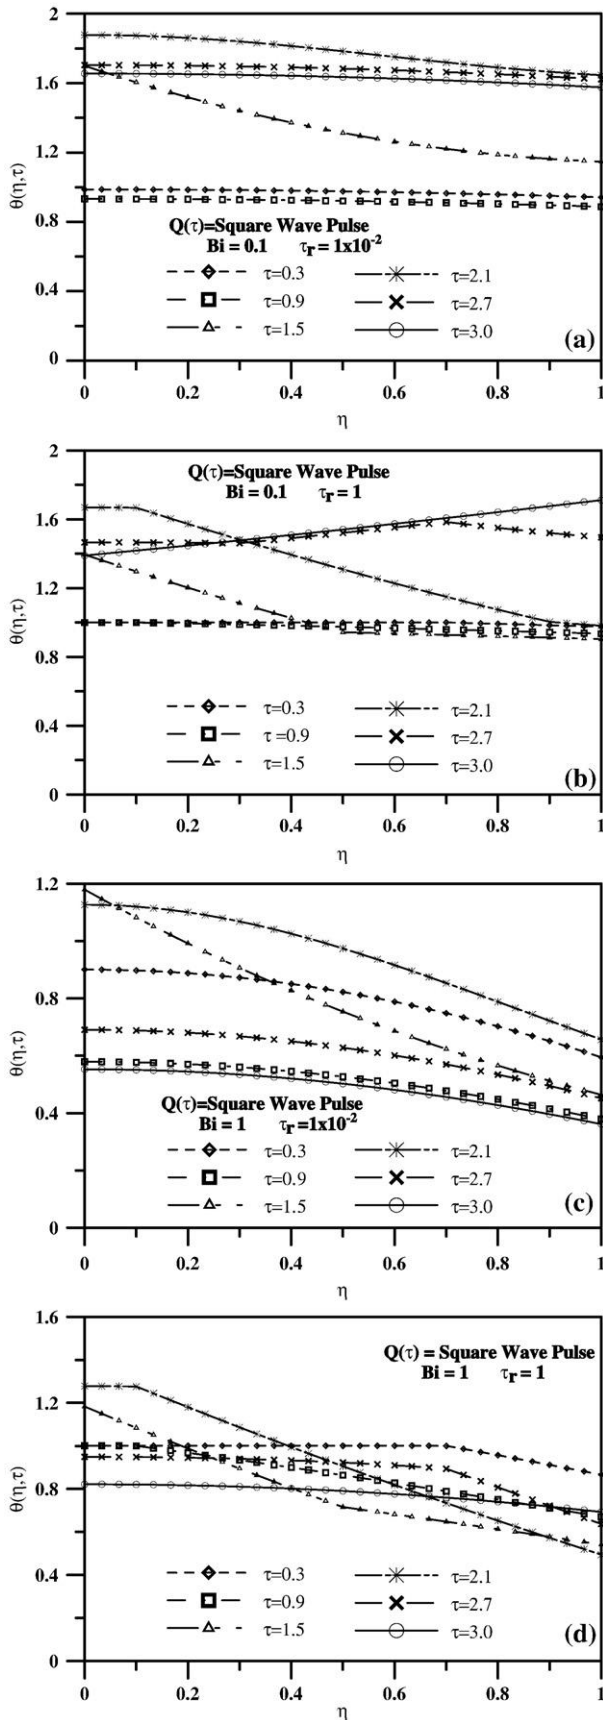 2
1.6
1.2
0.8
0.4
0
θ(η,τ)
Q(τ)=Square Wave Pulse
Bi = 0.1 τr = 1x10-2
τ=0.3 τ=2.1
τ=0.9 τ=2.7
τ=1.5 τ=3.0
(a)
0 0.2 0.4 0.6 0.8 1
η
2
1.6
1.2
0.8
0.4
0
θ(η,τ)
Q(τ)=Square Wave Pulse
Bi = 0.1 τr = 1
τ=0.3 τ=2.1
τ =0.9 τ=2.7
τ=1.5 τ=3.0
(b)
0 0.2 0.4 0.6 0.8 1
η
1.2
0.8
0.4
0
θ(η,τ)
Q(τ)=Square Wave Pulse
Bi = 1 τr =1x10-2
τ=0.3 τ=2.1
τ=0.9 τ=2.7
τ=1.5 τ=3.0
(c)
0 0.2 0.4 0.6 0.8 1
η
1.6
1.2
0.8
0.4
0
θ(η,τ)
Q(τ) = Square Wave Pulse
Bi = 1 τr = 1
τ=0.3 τ=2.1
τ=0.9 τ=2.7
τ=1.5 τ=3.0
(d)
0 0.2 0.4 0.6 0.8 1
η